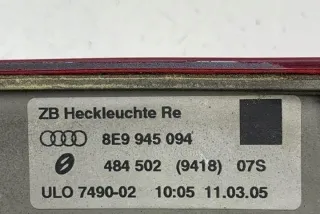 ZB Heckleuchte Re
8E9 945 094
484 502 (9418) 07S
ULO 7490-02 10:05 11.03.05